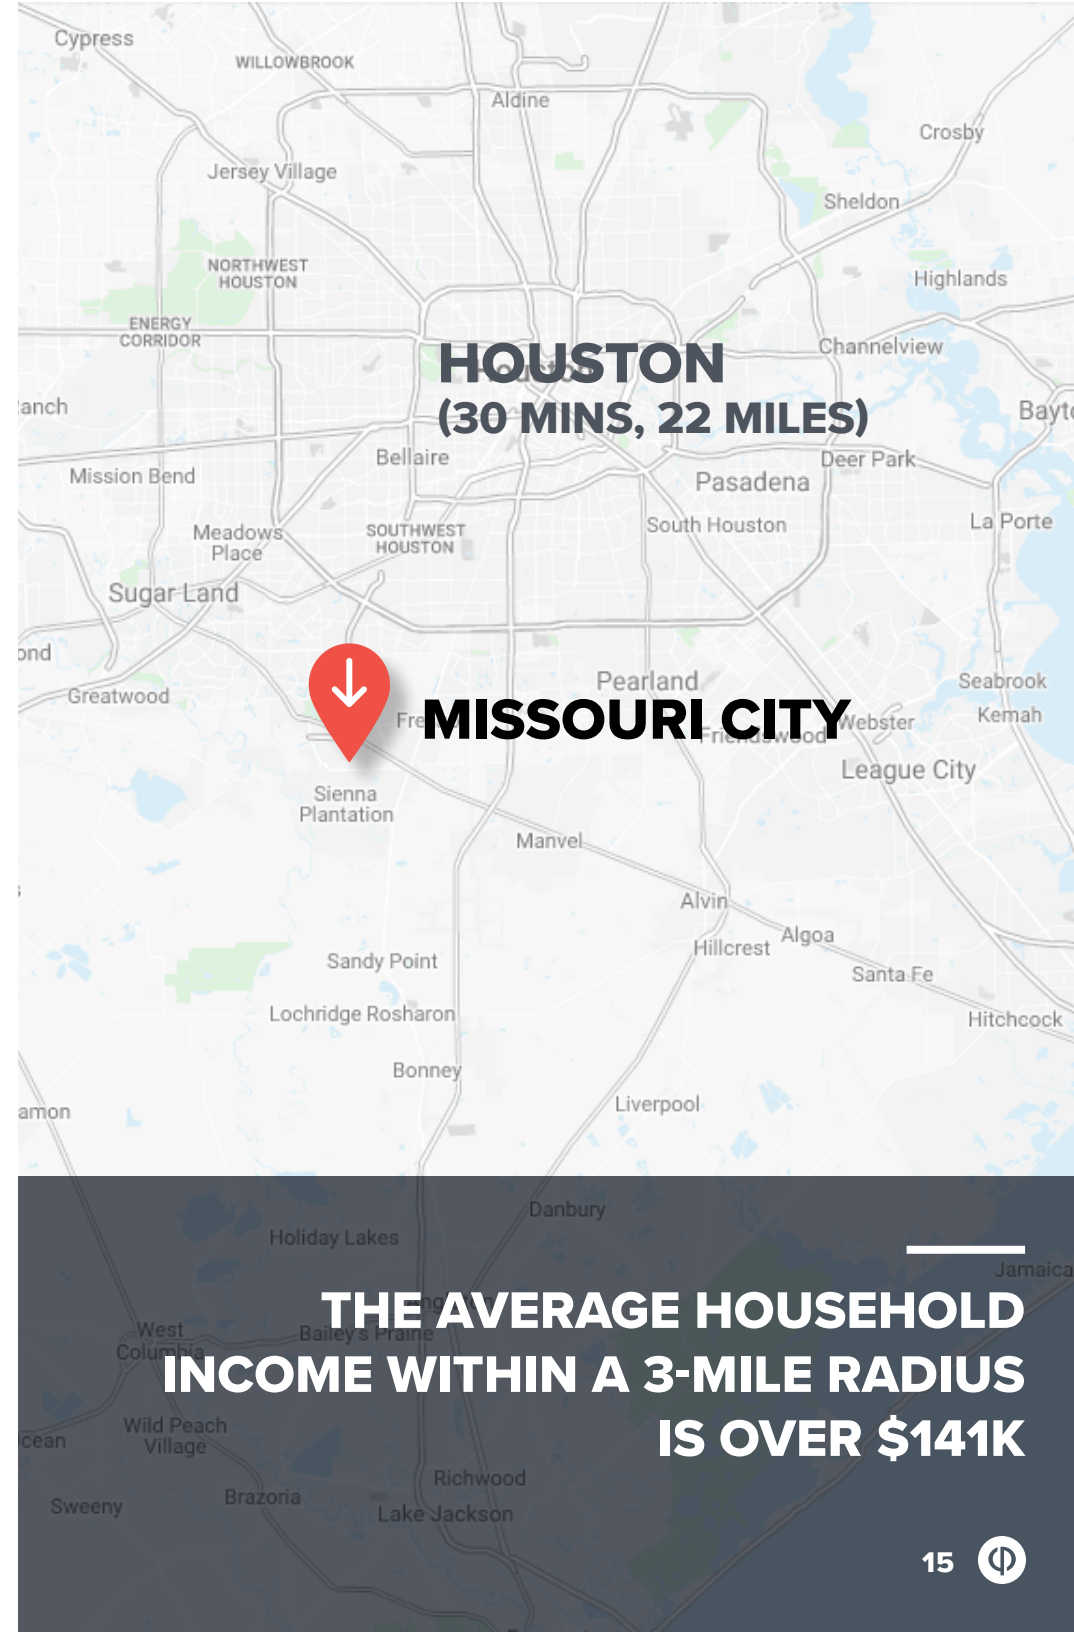 Cypress
WILLOWBROOK
Aldine
Crosby
Jersey Village
Sheldon
NORTHWEST
HOUSTON
Highlands
ENERGY
CORRIDOR
HOUSTON
Channelview
(30 MINS, 22 MILES)
Bellaire
Deer Park
Mission Bend
Pasadena
SOUTHWEST
HOUSTON
South Houston
La Porte
Meadows
Place
Sugar Land
Greatwood
Pearland
Seabrook
MISSOURI CITY
Friendswood
Webster
Kemah
League City
Sienna
Plantation
Manvel
Alvin
Algoa
Hillcrest
Sandy Point
Santa Fe
Lochridge Rosharon
Hitchcock
Bonney
Liverpool
Danbury
Holiday Lakes
Jamaica
THE AVERAGE HOUSEHOLD
Bailey's Prairie
West
Columbia
INCOME WITHIN A 3-MILE RADIUS
IS OVER $141K
Wild Peach
Village
Richwood
Brazoria
Sweeny
Lake Jackson
15